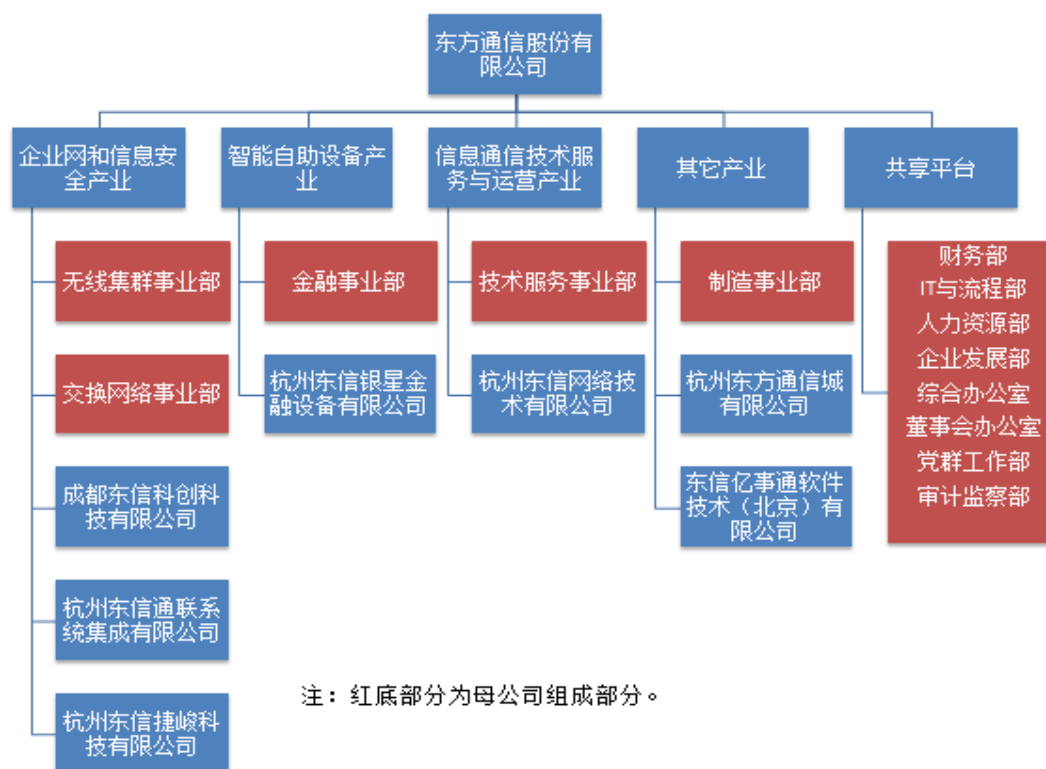 东方通信股份有
限公司
企业网和信息安
全产业
智能自助设备产
业
信息通信技术服
务与运营产业
其它产业
共享平台
无线集群事业部
金融事业部
技术服务事业部
制造事业部
财务部
IT与流程部
人力资源部
企业发展部
综合办公室
董事会办公室
党群工作部
审计监察部
交换网络事业部
杭州东信银星金
融设备有限公司
杭州东信网络技
术有限公司
杭州东方通信城
有限公司
成都东信科创科
技有限公司
东信亿事通软件
技术（北京）有
限公司
杭州东信通联系
统集成有限公司
杭州东信捷峻科
技有限公司
注：红底部分为母公司组成部分。